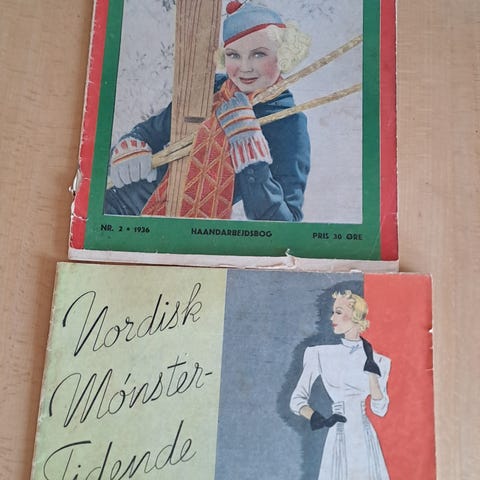 NR. 2 * 1936 HAANDARBEJDSBOG PRIS 30 ØRE
Nordisk
Mønster-
Tidende